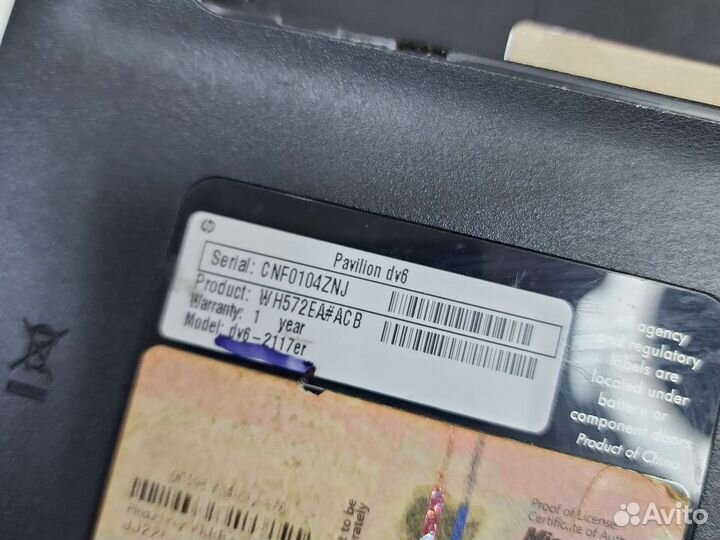 hp
Pavilion dv6
Serial: CNF0104ZNJ
Product: WH572EA#ACB
Warranty: 1 year
Model: dv6-2117er
All agency
and regulatory
labels are
located under
battery or
component doors
Product of China
Proof of License
Certificate of
Avito